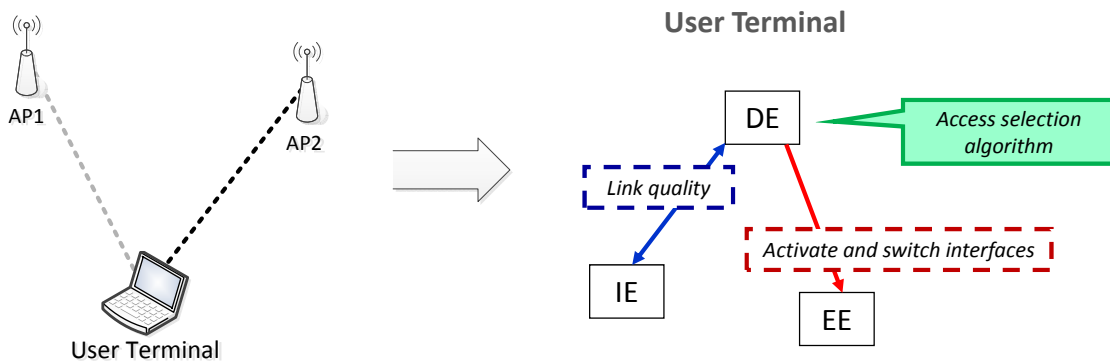 AP1
AP2
User Terminal
User Terminal
DE
Access selection
algorithm
Link quality
Activate and switch interfaces
IE
EE